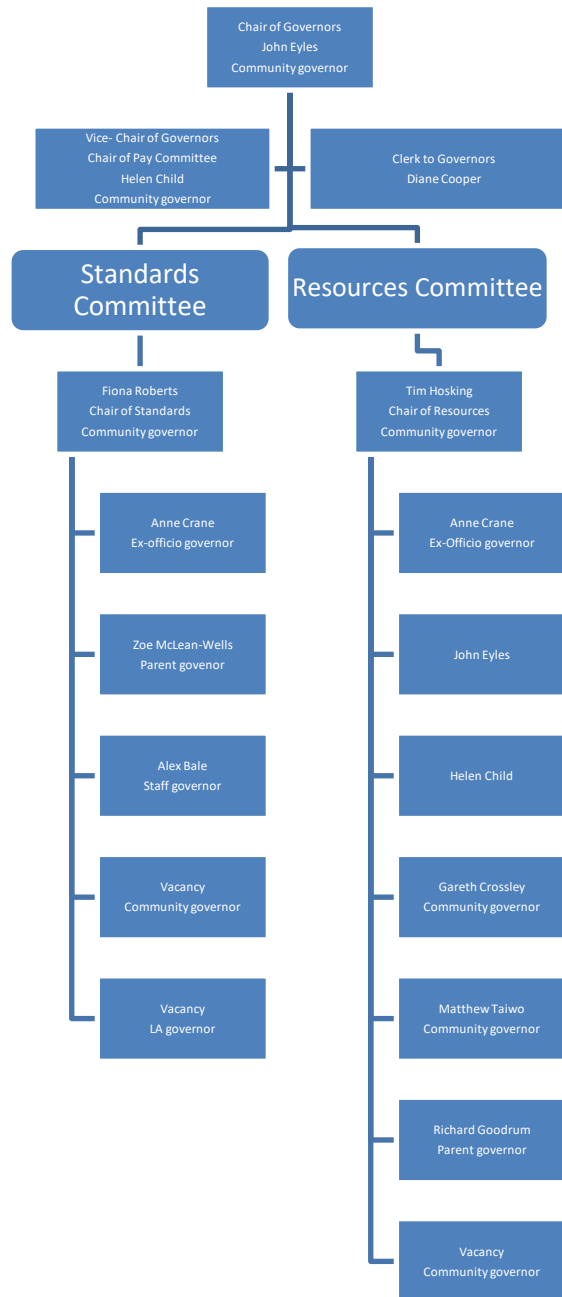 Chair of Governors
John Eyles
Community governor
Vice- Chair of Governors
Chair of Pay Committee
Helen Child
Community governor
Clerk to Governors
Diane Cooper
Standards
Committee
Resources Committee
Fiona Roberts
Chair of Standards
Community governor
Anne Crane
Ex-officio governor
Zoe McLean-Wells
Parent govenor
Alex Bale
Staff governor
Vacancy
Community governor
Vacancy
LA governor
Tim Hosking
Chair of Resources
Community governor
Anne Crane
Ex-Officio governor
John Eyles
Helen Child
Gareth Crossley
Community governor
Matthew Taiwo
Community governor
Richard Goodrum
Parent governor
Vacancy
Community governor